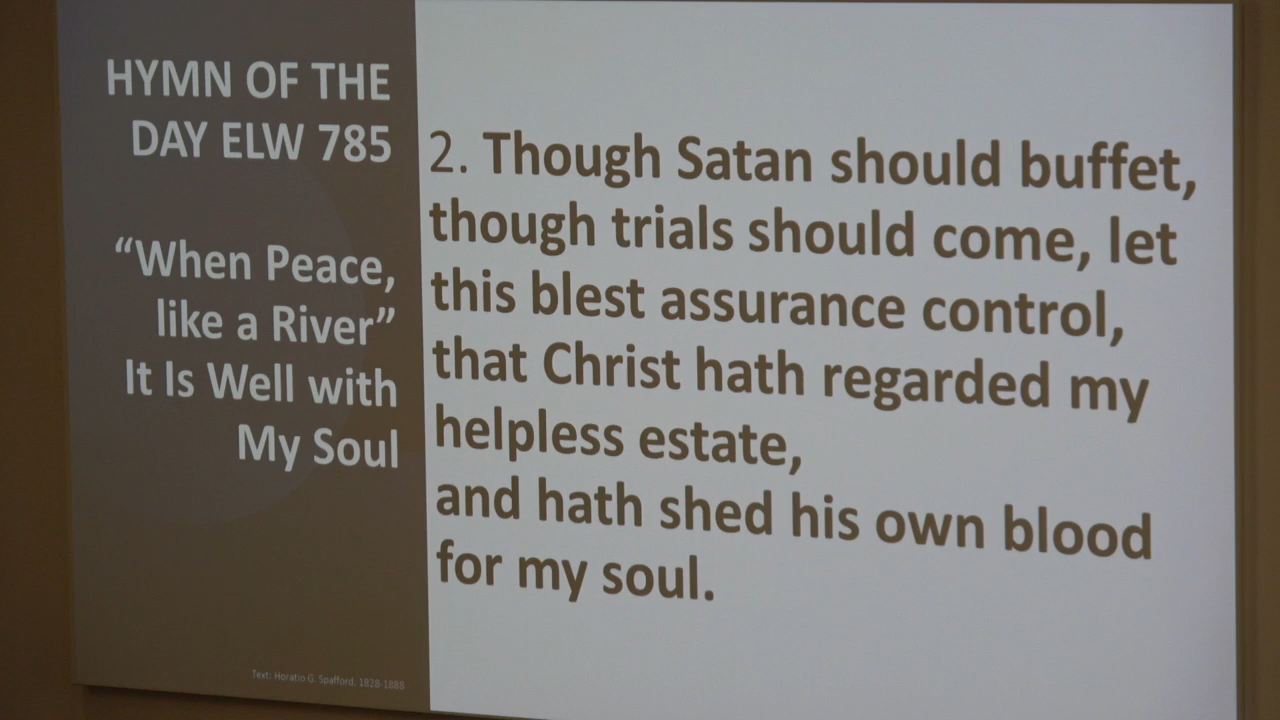 HYMN OF THE
DAY ELW 785
“When Peace,
like a River”
It Is Well with
My Soul
Text: Horatio G. Spafford, 1828-1888
2. Though Satan should buffet,
though trials should come, let
this blest assurance control,
that Christ hath regarded my
helpless estate,
and hath shed his own blood
for my soul.